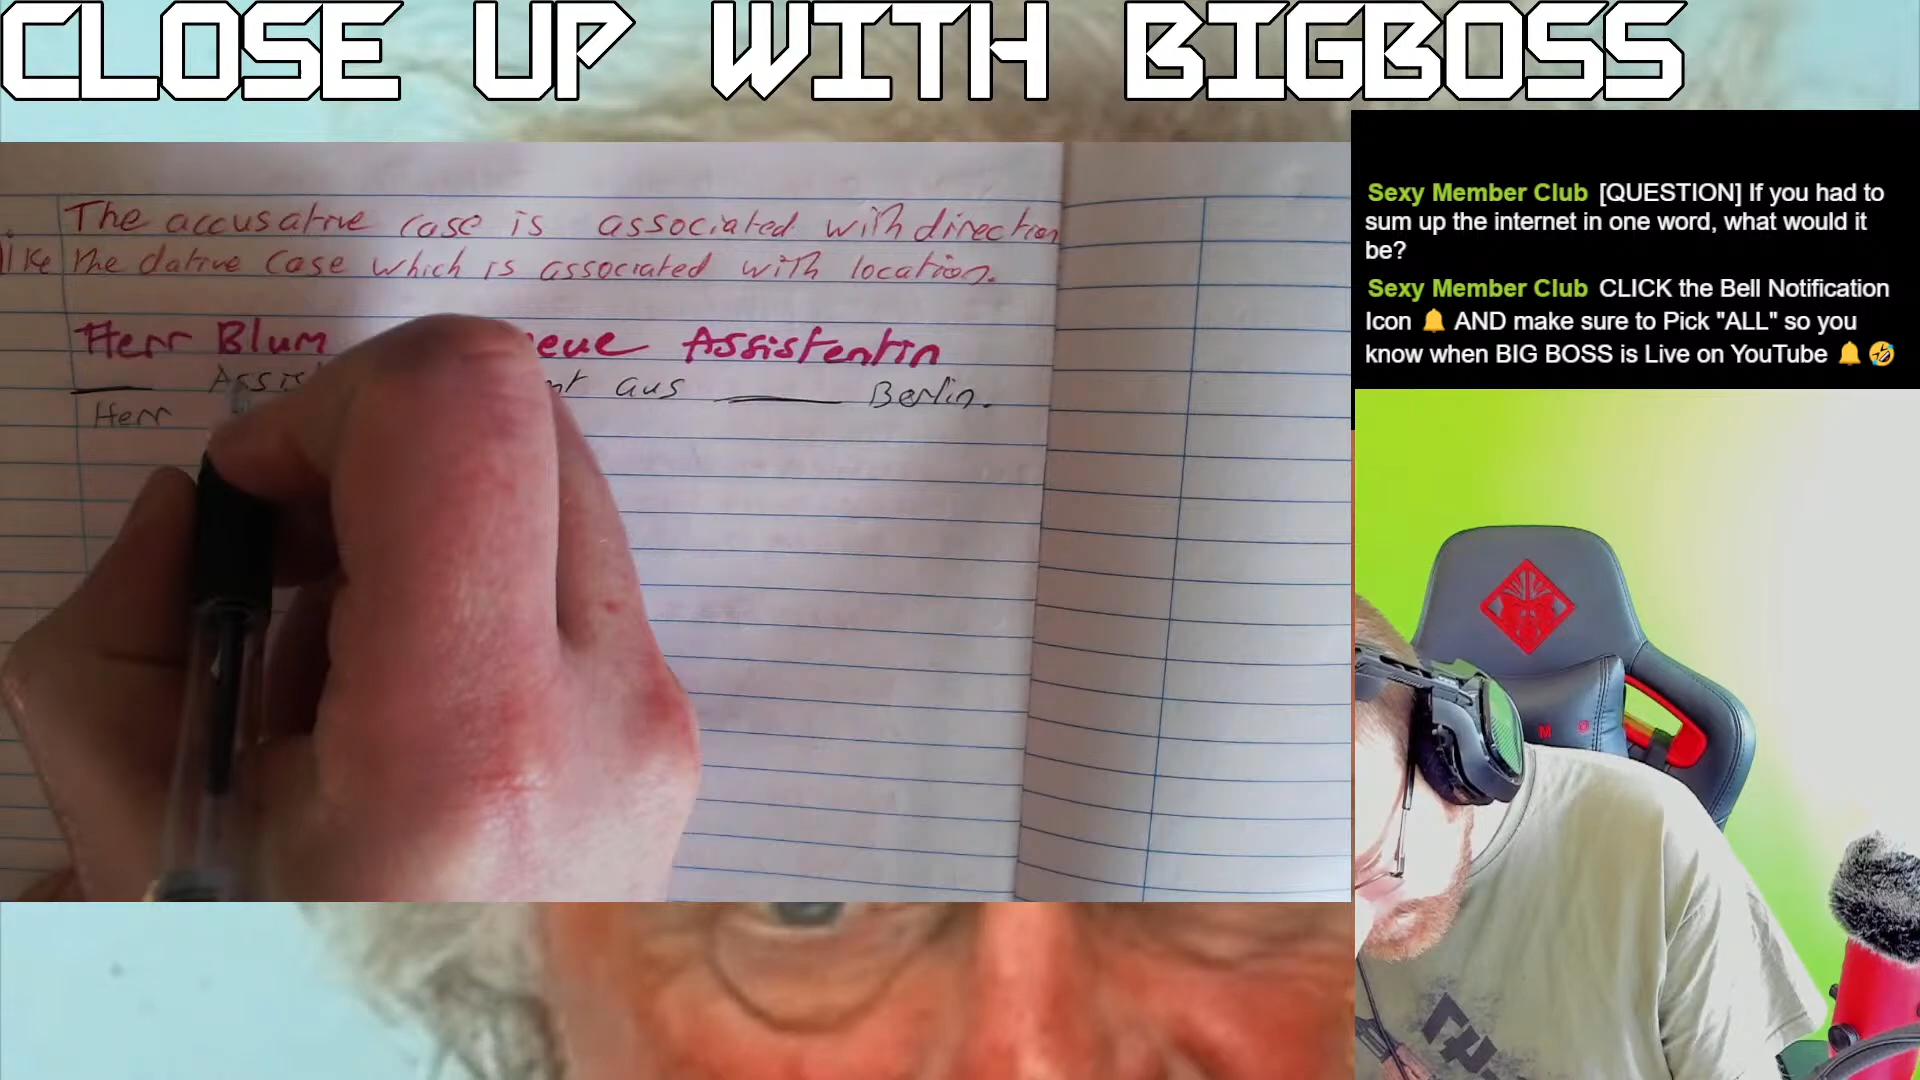 CLOSE UP WITH BIGBOSS
The accusative case is associated with direction
like the dative case which is associated with location.
Herr Blum eue Assistentin
Assis nt aus Berlin.
Herr
Sexy Member Club [QUESTION] If you had to
sum up the internet in one word, what would it
be?
Sexy Member Club CLICK the Bell Notification
Icon 🔔 AND make sure to Pick "ALL" so you
know when BIG BOSS is Live on YouTube 🔔🤣